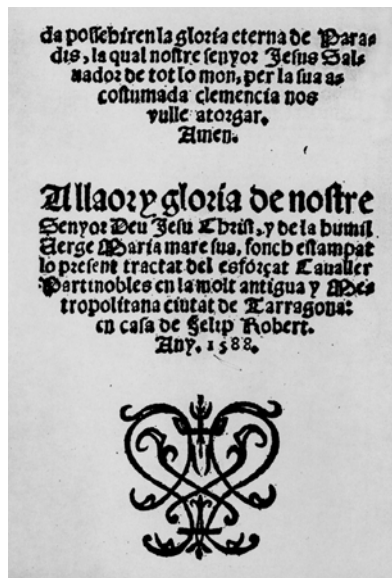 da possebiren la gloria eterna de Para-
dis, la qual nostre senyor Jesus Sal-
uador de tot lo mon, per la sua a-
costumada clemencia nos
vulle atorgar.
Amen.
A llaor y gloria de nostre
Senyor Deu Jesu Christ, y de la humil
Verge Maria mare sua, fonch estampat
lo present tractat del esforçat Caualler
Partinobles en la molt antigua y Me-
tropolitana ciutat de Tarragona:
en casa de Felip Robert.
Any. 1588.